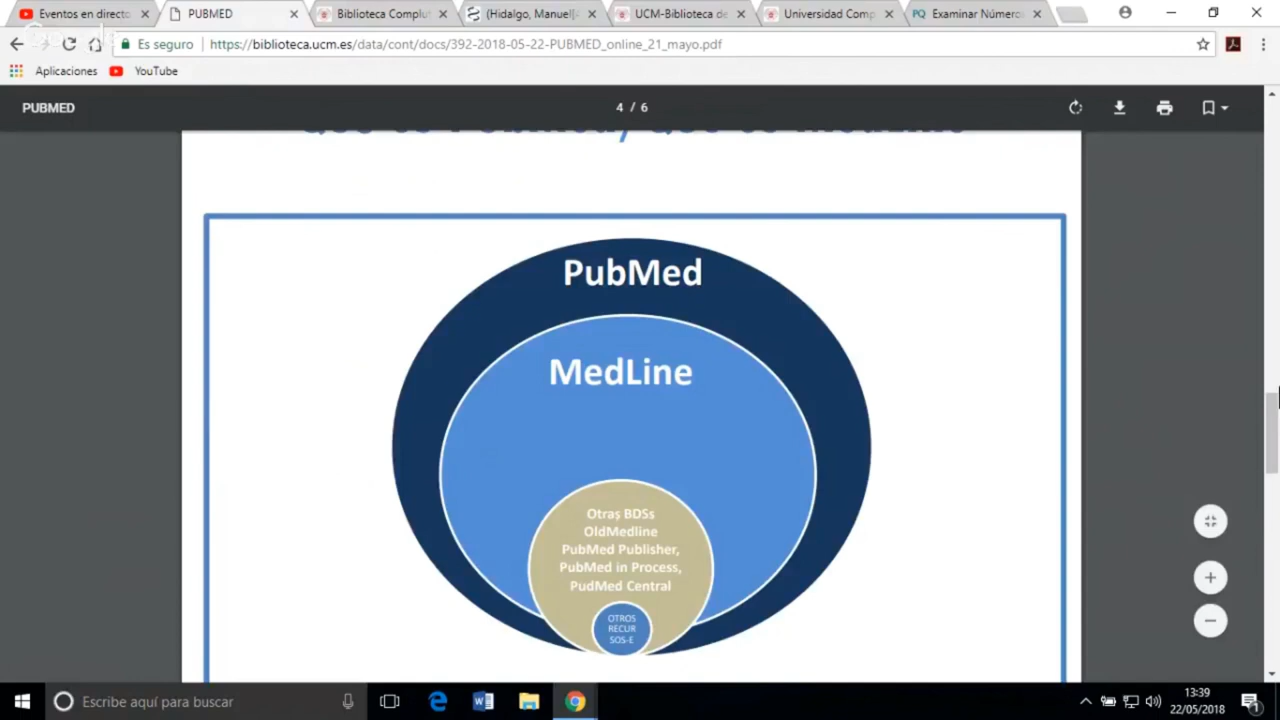 Eventos en directo
PUBMED
Biblioteca Complut
(Hidalgo, Manuel)
UCM-Biblioteca de
Universidad Comp
Examinar Número
Es seguro
https://biblioteca.ucm.es/data/cont/docs/392-2018-05-22-PUBMED_online_21_mayo.pdf
Aplicaciones
YouTube
PUBMED
4 / 6
PubMed
MedLine
Otras BDSs
OldMedline
PubMed Publisher,
PubMed in Process,
PudMed Central
OTROS
RECUR
SOS-E
Escribe aquí para buscar
13:39
22/05/2018
1